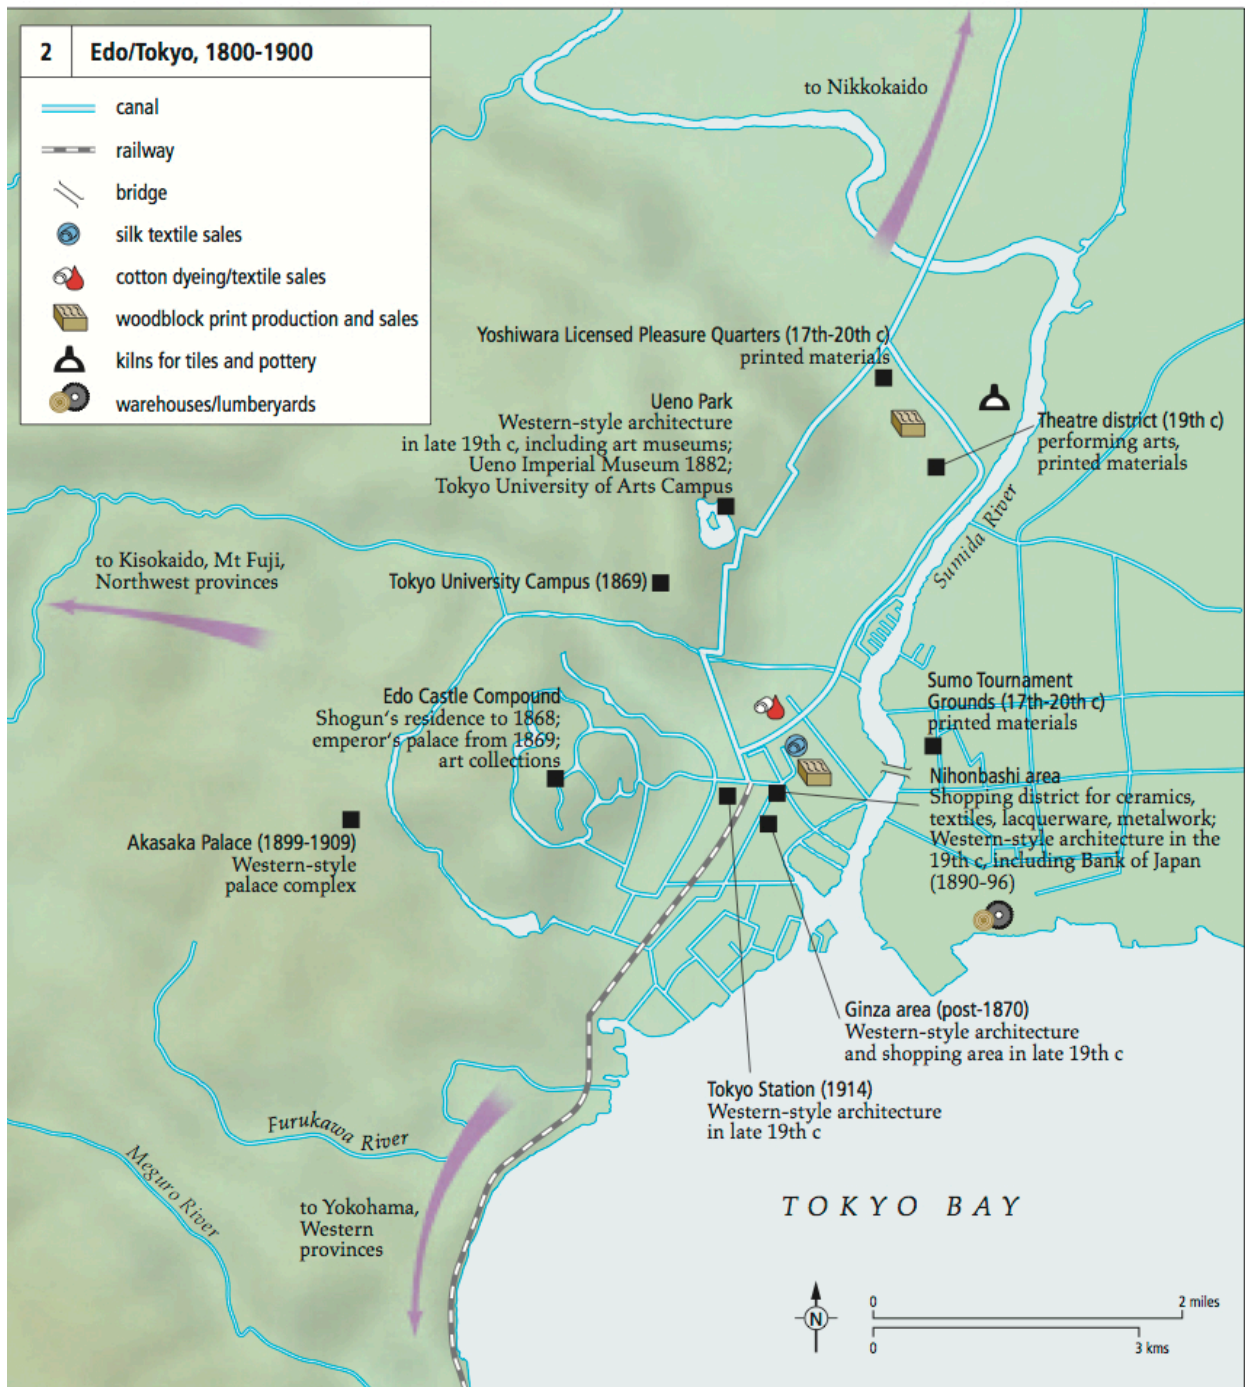 2 Edo/Tokyo, 1800-1900
canal
railway
bridge
silk textile sales
cotton dyeing/textile sales
woodblock print production and sales
kilns for tiles and pottery
warehouses/lumberyards
to Nikkokaido
Yoshiwara Licensed Pleasure Quarters (17th-20th c)
printed materials
Ueno Park
Western-style architecture
in late 19th c, including art museums;
Ueno Imperial Museum 1882;
Tokyo University of Arts Campus
Theatre district (19th c)
performing arts,
printed materials
Sumida River
to Kisokaido, Mt Fuji,
Northwest provinces
Tokyo University Campus (1869)
Edo Castle Compound
Shogun's residence to 1868;
emperor's palace from 1869;
art collections
Sumo Tournament
Grounds (17th-20th c)
printed materials
Nihonbashi area
Shopping district for ceramics,
textiles, lacquerware, metalwork;
Western-style architecture in the
19th c, including Bank of Japan
(1890-96)
Akasaka Palace (1899-1909)
Western-style
palace complex
Ginza area (post-1870)
Western-style architecture
and shopping area in late 19th c
Tokyo Station (1914)
Western-style architecture
in late 19th c
Furukawa River
Meguro River
to Yokohama,
Western
provinces
TOKYO BAY
N
0 2 miles
0 3 kms